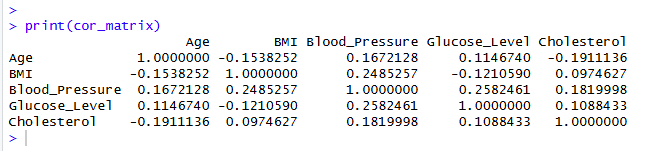 >
> print(cor_matrix)
                      Age        BMI Blood_Pressure Glucose_Level Cholesterol
Age             1.0000000 -0.1538252      0.1672128     0.1146740  -0.1911136
BMI            -0.1538252  1.0000000      0.2485257    -0.1210590   0.0974627
Blood_Pressure  0.1672128  0.2485257      1.0000000     0.2582461   0.1819998
Glucose_Level   0.1146740 -0.1210590      0.2582461     1.0000000   0.1088433
Cholesterol    -0.1911136  0.0974627      0.1819998     0.1088433   1.0000000
>